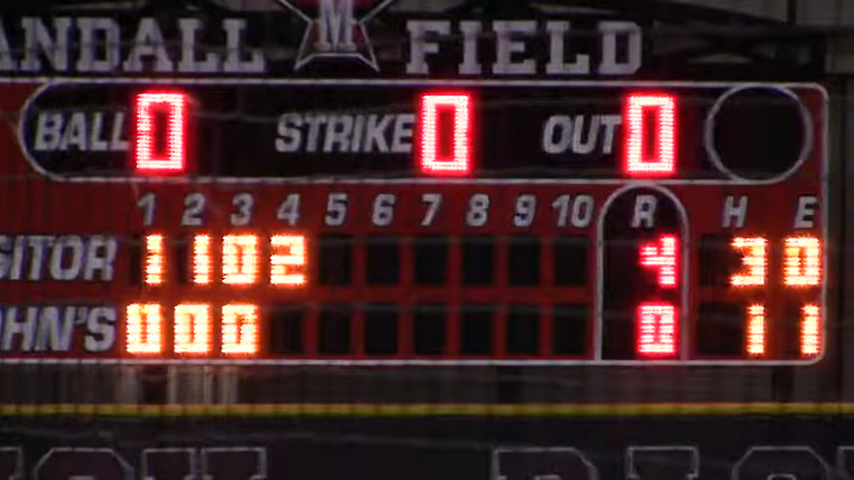 ANDALL M FIELD
BALL 0 STRIKE 0 OUT 0
1 2 3 4 5 6 7 8 9 10 R H E
SITOR 1 1 0 2 4 3 0
OHN'S 0 0 0 0 1 1